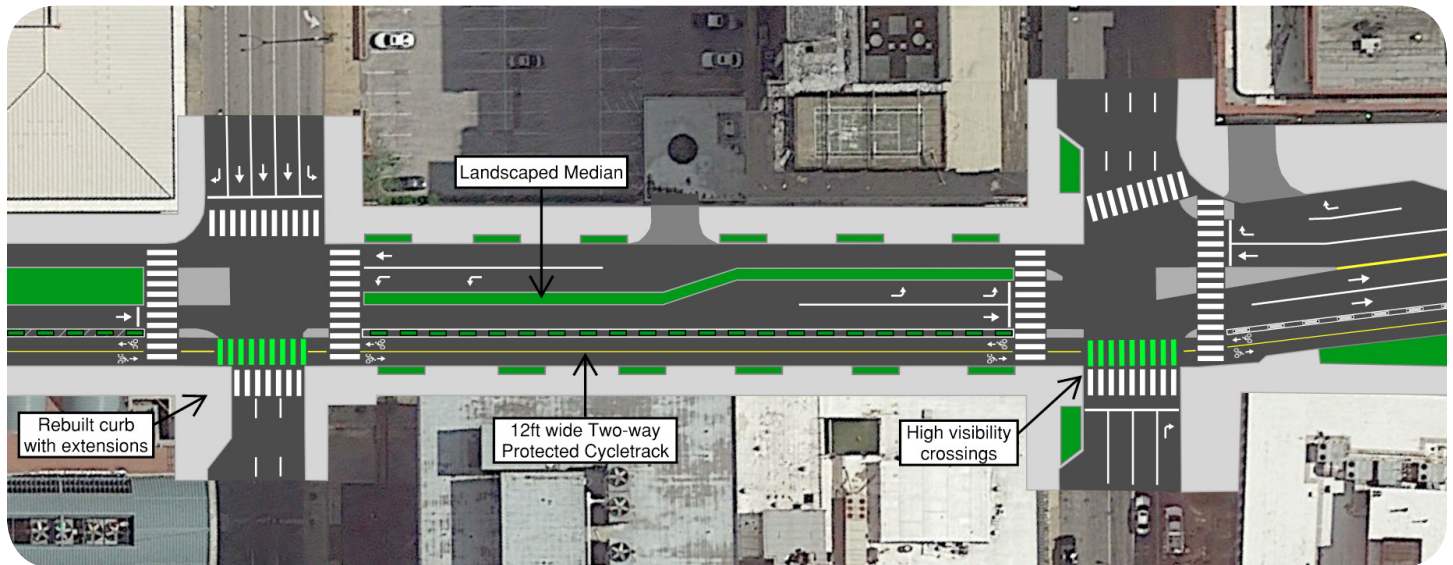 Landscaped Median
Rebuilt curb
with extensions
12ft wide Two-way
Protected Cycletrack
High visibility
crossings